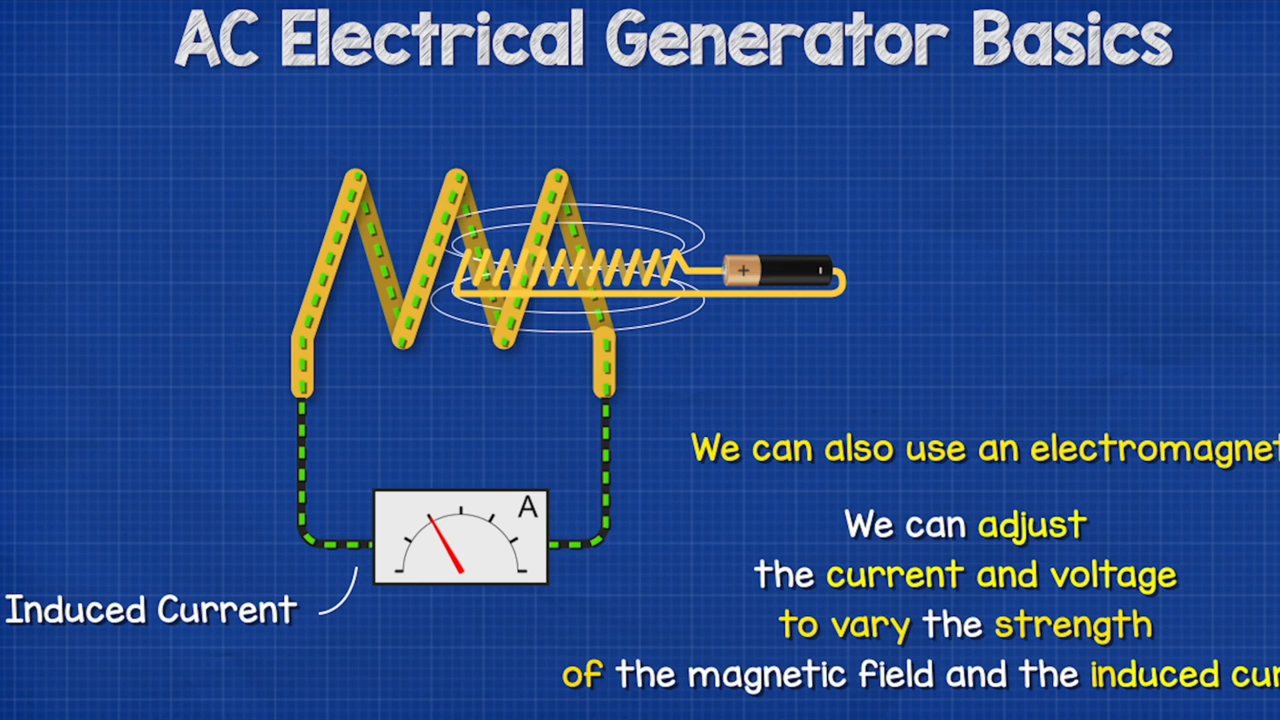 AC Electrical Generator Basics
+
-
We can also use an electromagnet
A
We can adjust
the current and voltage
to vary the strength
Induced Current
of the magnetic field and the induced